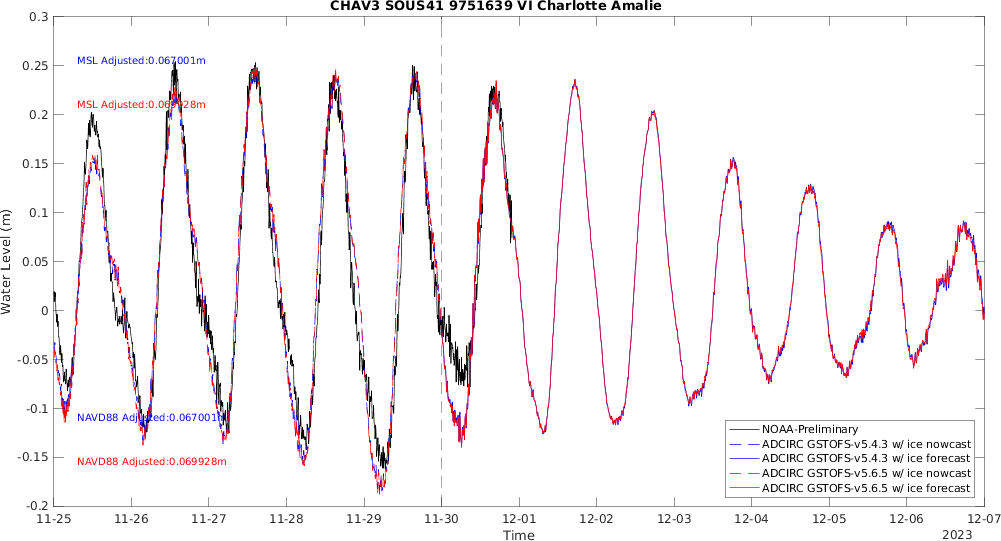 CHAV3 SOUS41 9751639 VI Charlotte Amalie
0.3
0.25
0.2
0.15
0.1
0.05
0
-0.05
-0.1
-0.15
-0.2
Water Level (m)
MSL Adjusted:0.067001m
MSL Adjusted:0.069928m
NAVD88 Adjusted:0.067001m
NAVD88 Adjusted:0.069928m
NOAA-Preliminary
ADCIRC GSTOFS-v5.4.3 w/ ice nowcast
ADCIRC GSTOFS-v5.4.3 w/ ice forecast
ADCIRC GSTOFS-v5.6.5 w/ ice nowcast
ADCIRC GSTOFS-v5.6.5 w/ ice forecast
11-25 11-26 11-27 11-28 11-29 11-30 12-01 12-02 12-03 12-04 12-05 12-06 12-07
Time
2023